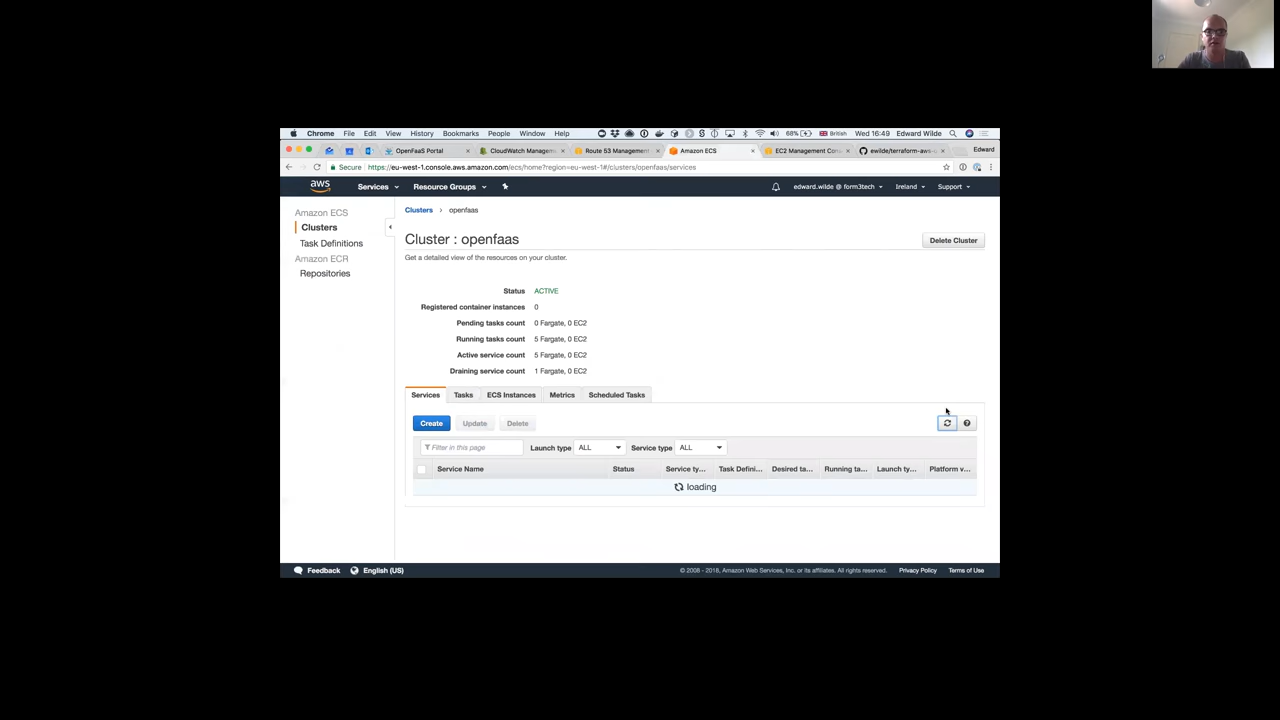 Chrome File Edit View History Bookmarks People Window Help 68% British Wed 16:49 Edward Wilde
OpenFaaS Portal × CloudWatch Managem × Route 53 Management × Amazon ECS × EC2 Management Con × ewilde/terraform-aws- × Edward
Secure https://eu-west-1.console.aws.amazon.com/ecs/home?region=eu-west-1#/clusters/openfaas/services
aws Services Resource Groups edward.wilde @ form3tech Ireland Support
Amazon ECS
Clusters
Task Definitions
Amazon ECR
Repositories
Clusters › openfaas
Cluster : openfaas
Delete Cluster
Get a detailed view of the resources on your cluster.
Status ACTIVE
Registered container instances 0
Pending tasks count 0 Fargate, 0 EC2
Running tasks count 5 Fargate, 0 EC2
Active service count 5 Fargate, 0 EC2
Draining service count 1 Fargate, 0 EC2
Services Tasks ECS Instances Metrics Scheduled Tasks
Create Update Delete
Filter in this page Launch type ALL Service type ALL
Service Name Status Service ty... Task Defini... Desired ta... Running ta... Launch ty... Platform v...
loading
Feedback English (US) © 2008 - 2018, Amazon Web Services, Inc. or its affiliates. All rights reserved. Privacy Policy Terms of Use